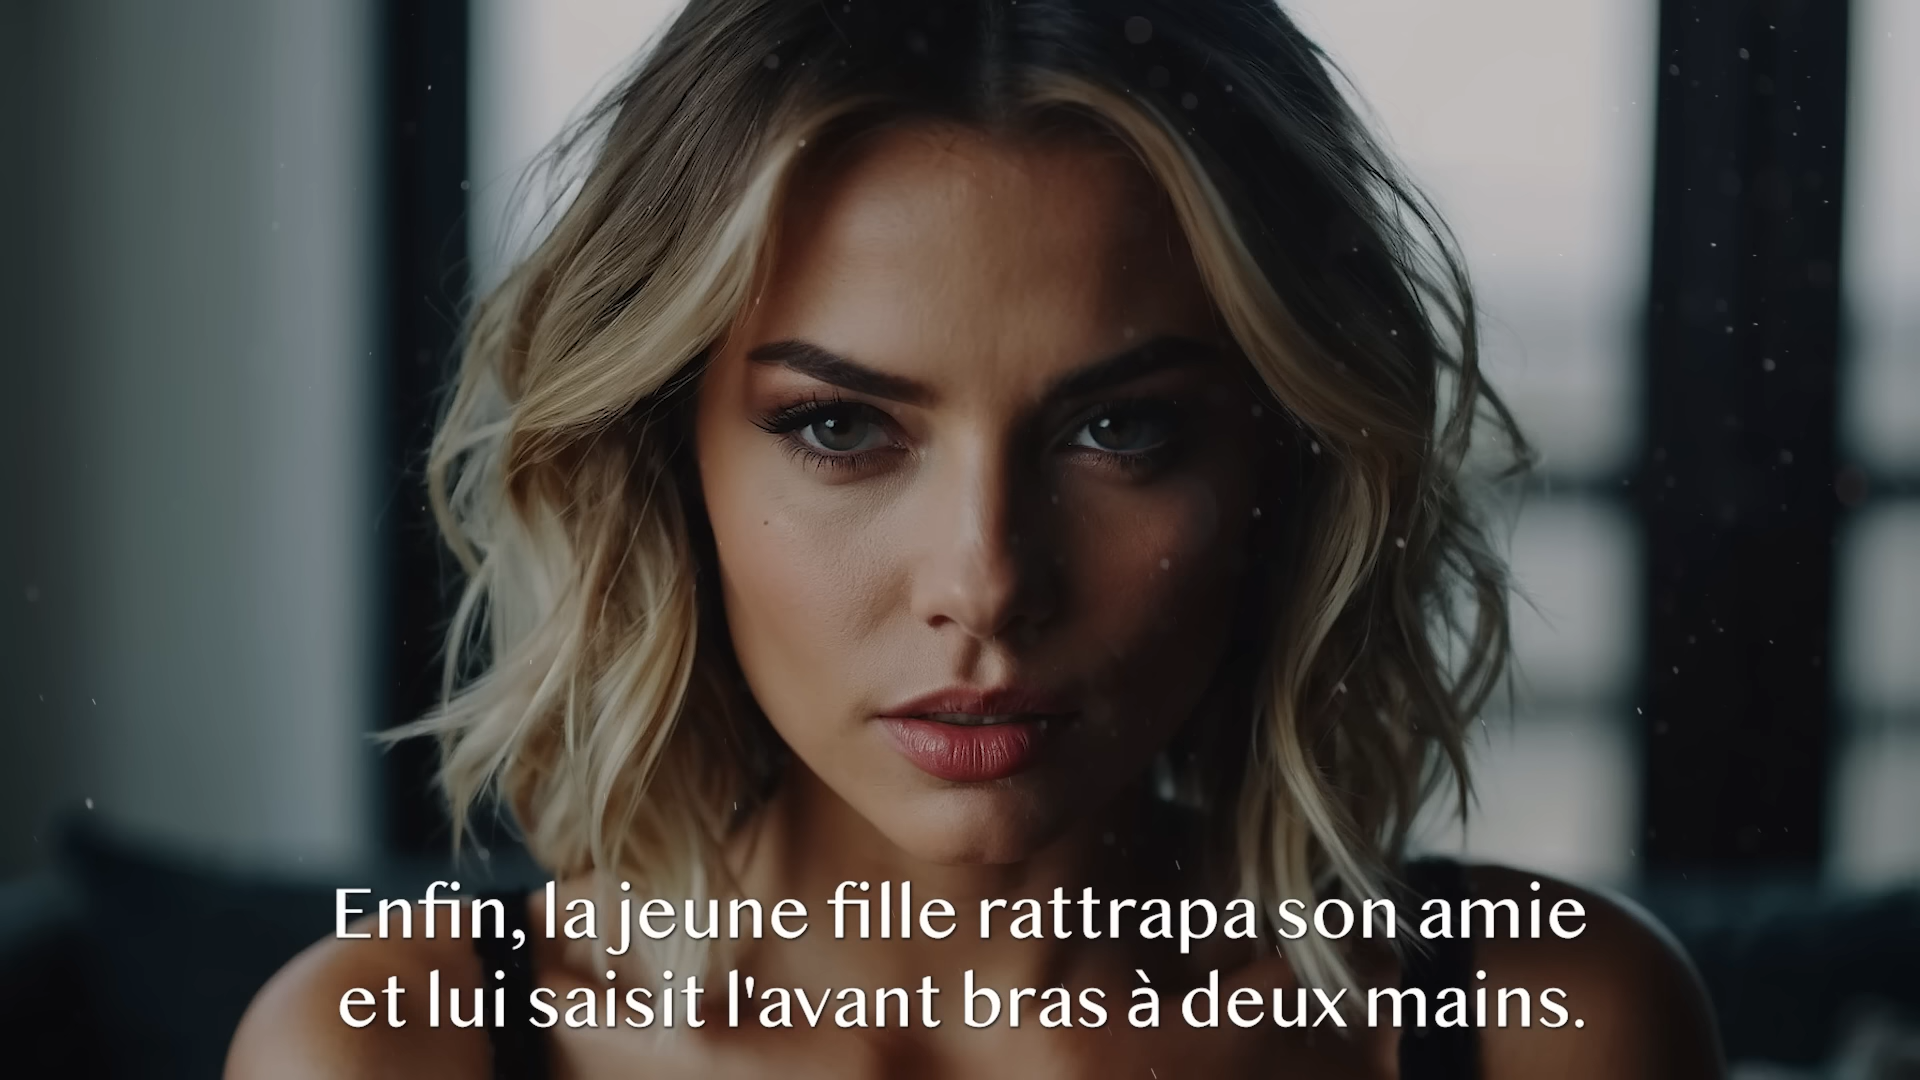 Enfin, la jeune fille rattrapa son amie
et lui saisit l'avant bras à deux mains.